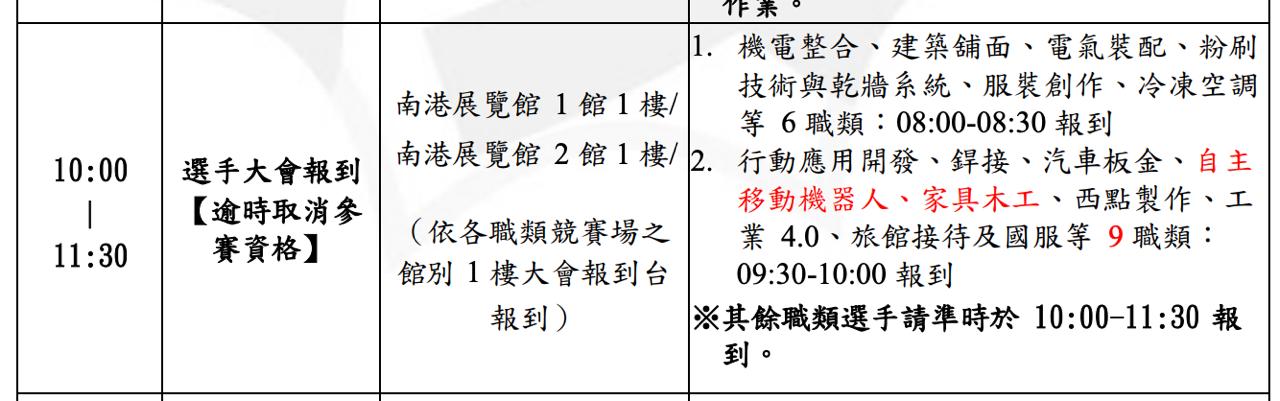 作業。
10:00
|
11:30
選手大會報到
【逾時取消參
賽資格】
南港展覽館 1 館 1 樓/
南港展覽館 2 館 1 樓/
（依各職類競賽場之
館別 1 樓大會報到台
報到）
1. 機電整合、建築舖面、電氣裝配、粉刷
技術與乾牆系統、服裝創作、冷凍空調
等 6 職類：08:00-08:30 報到
2. 行動應用開發、銲接、汽車板金、自主
移動機器人、家具木工、西點製作、工
業 4.0、旅館接待及國服等 9 職類：
09:30-10:00 報到
※其餘職類選手請準時於 10:00-11:30 報
到。